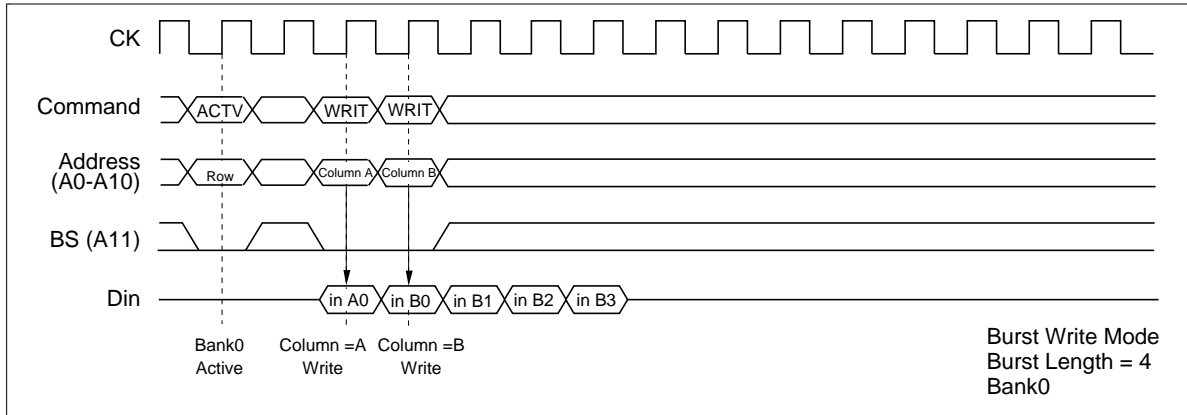 CK
Command
ACTV
WRIT
WRIT
Address
(A0-A10)
Row
Column A
Column B
BS (A11)
Din
in A0
in B0
in B1
in B2
in B3
Bank0
Active
Column =A
Write
Column =B
Write
Burst Write Mode
Burst Length = 4
Bank0